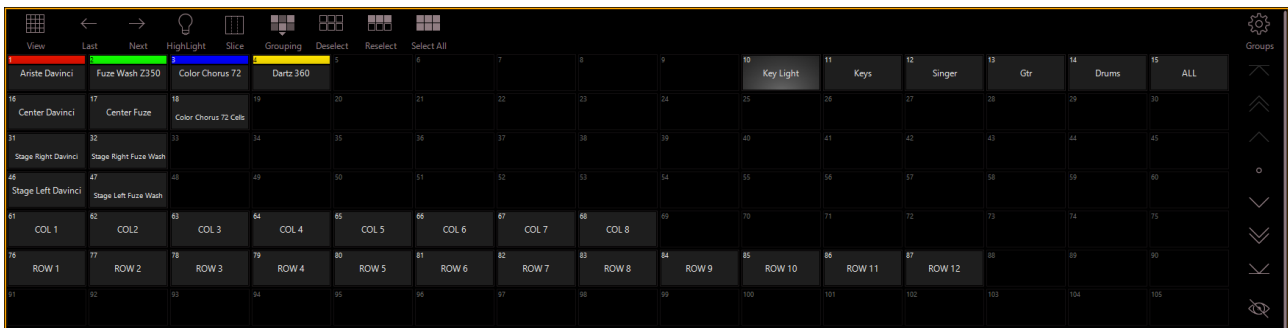 View Last Next HighLight Slice Grouping Deselect Reselect Select All Groups
1 2 3 4 5 6 7 8 9 10 11 12 13 14 15
Ariste Davinci Fuze Wash Z350 Color Chorus 72 Dartz 360 Key Light Keys Singer Gtr Drums ALL
16 17 18 19 20 21 22 23 24 25 26 27 28 29 30
Center Davinci Center Fuze Color Chorus 72 Cells
31 32 33 34 35 36 37 38 39 40 41 42 43 44 45
Stage Right Davinci Stage Right Fuze Wash
46 47 48 49 50 51 52 53 54 55 56 57 58 59 60
Stage Left Davinci Stage Left Fuze Wash
61 62 63 64 65 66 67 68 69 70 71 72 73 74 75
COL 1 COL2 COL 3 COL 4 COL 5 COL 6 COL 7 COL 8
76 77 78 79 80 81 82 83 84 85 86 87 88 89 90
ROW 1 ROW 2 ROW 3 ROW 4 ROW 5 ROW 6 ROW 7 ROW 8 ROW 9 ROW 10 ROW 11 ROW 12
91 92 93 94 95 96 97 98 99 100 101 102 103 104 105